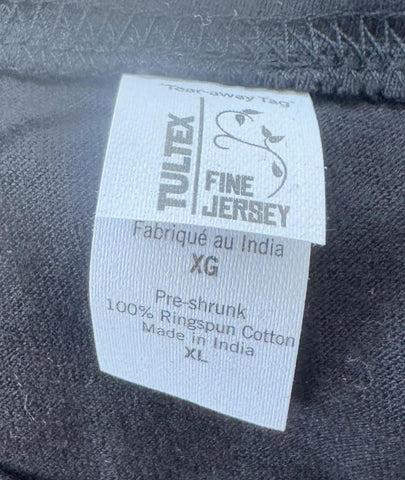 "Tear-away Tag"
TULTEX
FINE
JERSEY
Fabriqué au India
XG
Pre-shrunk
100% Ringspun Cotton
Made in India
XL